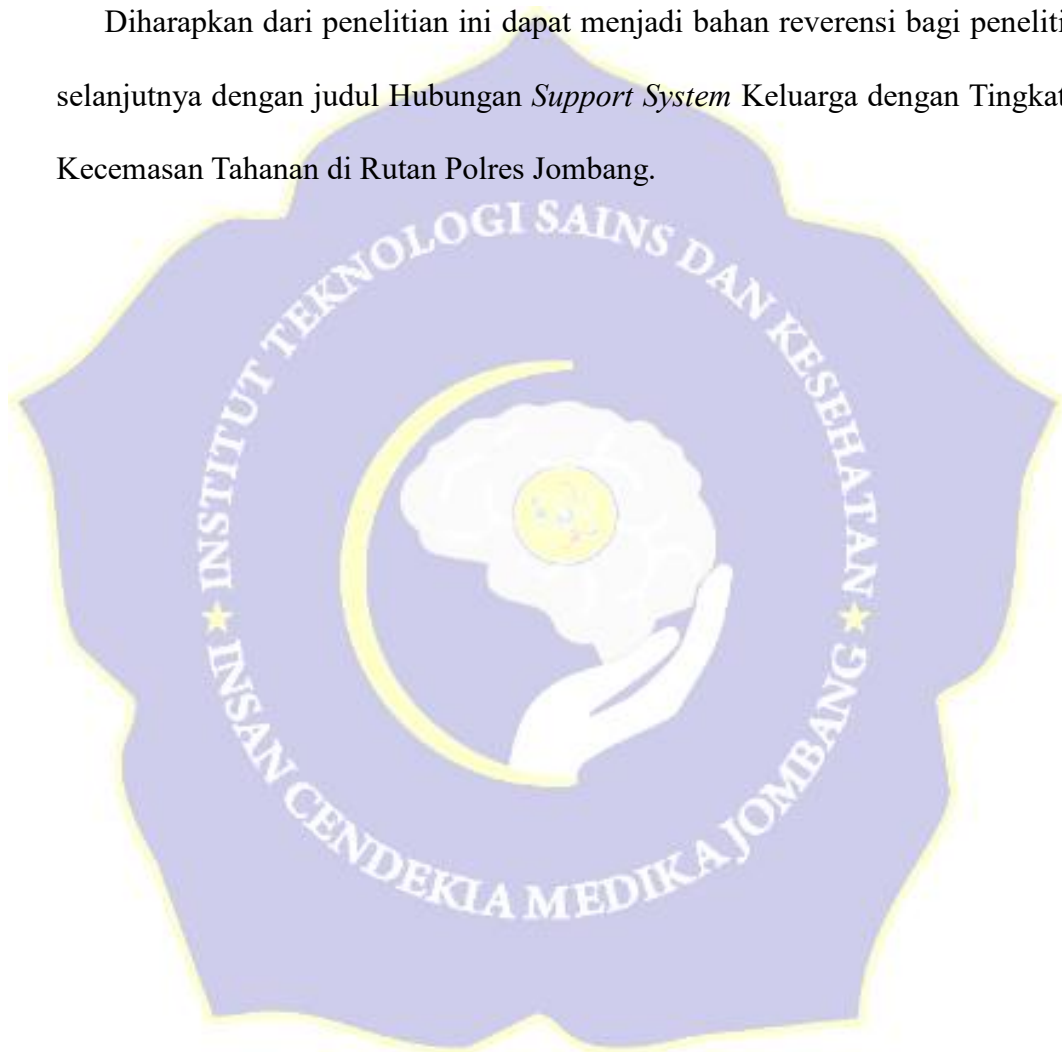 Diharapkan dari penelitian ini dapat menjadi bahan reverensi bagi peneliti
selanjutnya dengan judul Hubungan Support System Keluarga dengan Tingkat
Kecemasan Tahanan di Rutan Polres Jombang.
INSTITUT TEKNOLOGI SAINS DAN KESEHATAN
INSAN CENDEKIA MEDIKA JOMBANG